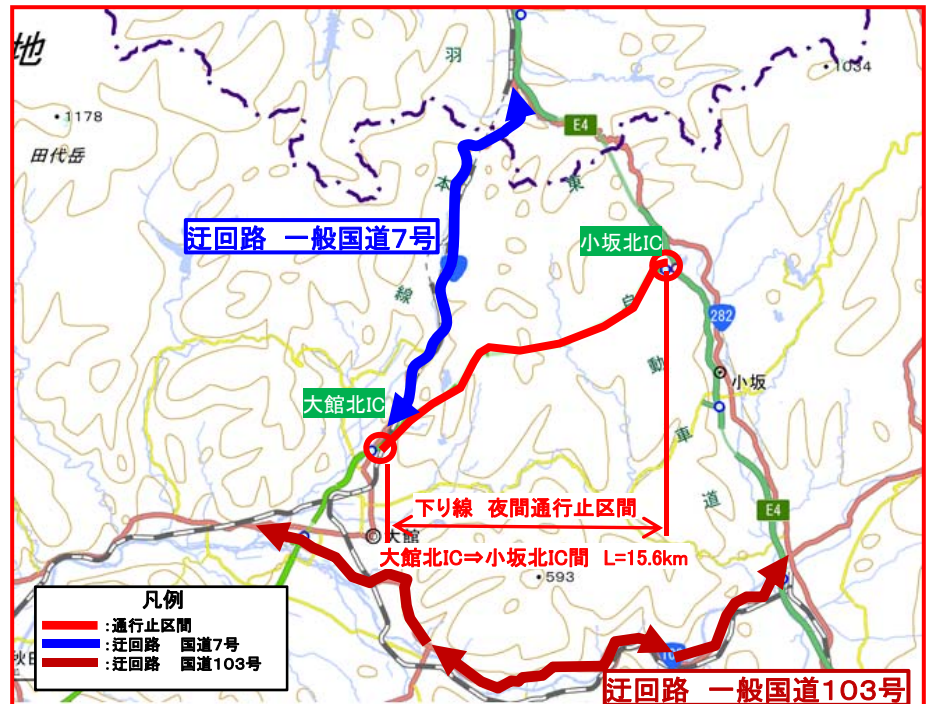 地
羽
・1034
・1178
E4
田代岳
本
東
迂回路 一般国道7号
小坂北IC
線
自
282
動
小坂
大館北IC
車
下り線 夜間通行止区間
道
E4
大館
大館北IC⇒小坂北IC間 L=15.6km
・593
凡例
:通行止区間
:迂回路 国道7号
:迂回路 国道103号
迂回路 一般国道103号